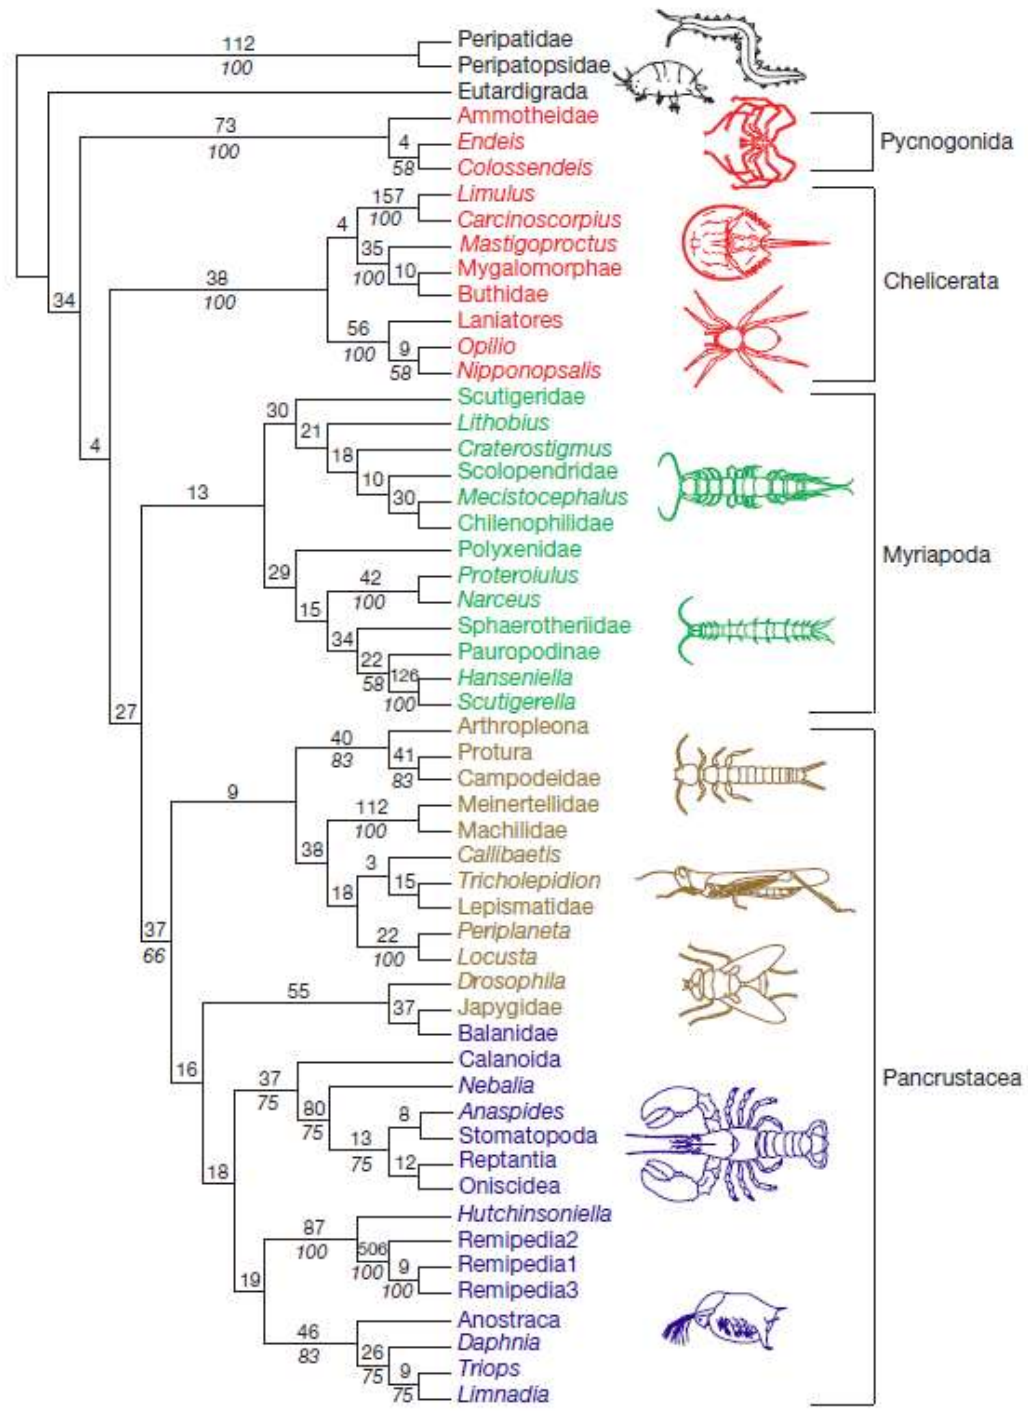 112
100
Peripatidae
Peripatopsidae
Eutardigrada
73
100
Ammotheidae
4
Endeis
58
Colossendeis
Pycnogonida
157
100
Limulus
Carcinoscorpius
4
35
100
Mastigoproctus
10
Mygalomorphae
Buthidae
38
100
Chelicerata
34
56
100
Laniatores
9
Opilio
58
Nipponopsalis
30
Scutigeridae
21
Lithobius
4
18
Craterostigmus
10
Scolopendridae
30
Mecistocephalus
Chilenophilidae
13
Myriapoda
Polyxenidae
29
42
100
Proteroiulus
Narceus
15
34
Sphaerotheriidae
22
58
Pauropodinae
126
100
Hanseniella
Scutigerella
27
40
83
Arthropleona
41
83
Protura
Campodeidae
9
112
100
Meinertellidae
Machilidae
38
3
Callibaetis
15
Tricholepidion
Lepismatidae
18
22
100
Periplaneta
Locusta
37
66
55
Drosophila
37
Japygidae
Balanidae
16
37
75
Calanoida
80
75
Nebalia
8
Anaspides
Stomatopoda
13
75
12
Reptantia
Oniscidea
Pancrustacea
18
87
100
Hutchinsoniella
506
100
Remipedia2
9
100
Remipedia1
Remipedia3
19
46
83
Anostraca
26
75
Daphnia
9
75
Triops
Limnadia